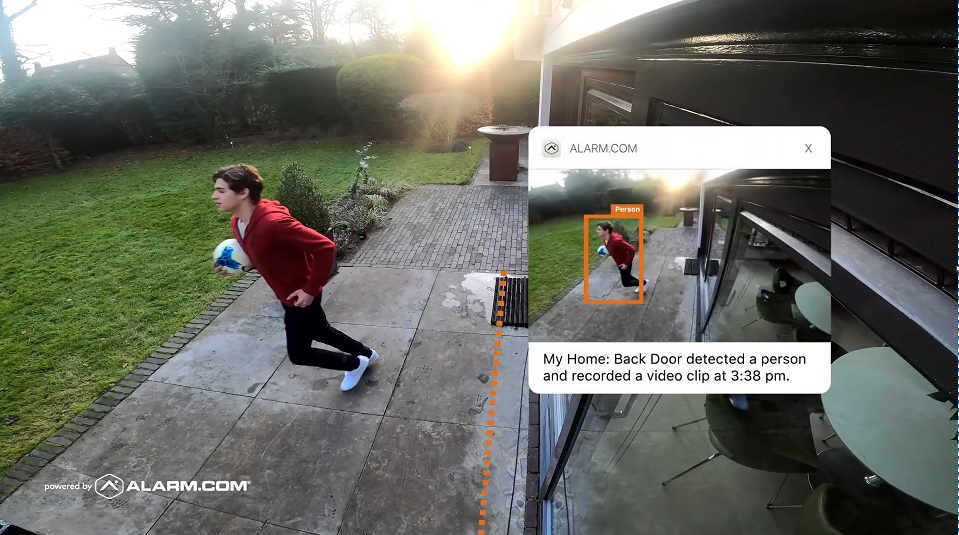 ALARM.COM
X
Person
My Home: Back Door detected a person
and recorded a video clip at 3:38 pm.
powered by ALARM.COM